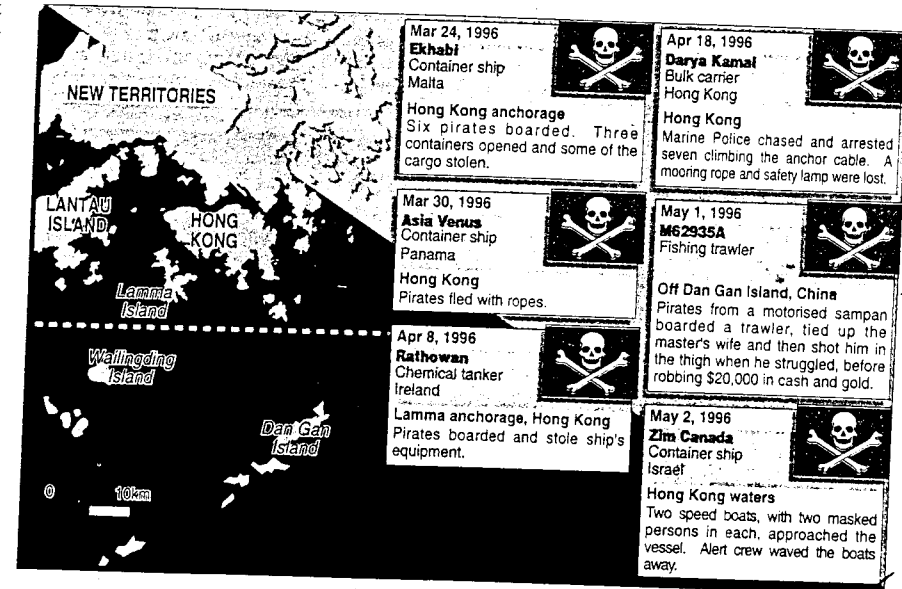 NEW TERRITORIES
LANTAU
ISLAND
HONG
KONG
Lamma
Island
Wailingding
Island
Dan Gan
Island
0 10km
Mar 24, 1996
Ekhabi
Container ship
Malta
Hong Kong anchorage
Six pirates boarded. Three
containers opened and some of the
cargo stolen.
Mar 30, 1996
Asia Venus
Container ship
Panama
Hong Kong
Pirates fled with ropes.
Apr 8, 1996
Rathowan
Chemical tanker
Ireland
Lamma anchorage, Hong Kong
Pirates boarded and stole ship's
equipment.
Apr 18, 1996
Darya Kamal
Bulk carrier
Hong Kong
Hong Kong
Marine Police chased and arrested
seven climbing the anchor cable. A
mooring rope and safety lamp were lost.
May 1, 1996
M62935A
Fishing trawler
Off Dan Gan Island, China
Pirates from a motorised sampan
boarded a trawler, tied up the
master's wife and then shot him in
the thigh when he struggled, before
robbing $20,000 in cash and gold.
May 2, 1996
Zim Canada
Container ship
Israel
Hong Kong waters
Two speed boats, with two masked
persons in each, approached the
vessel. Alert crew waved the boats
away.